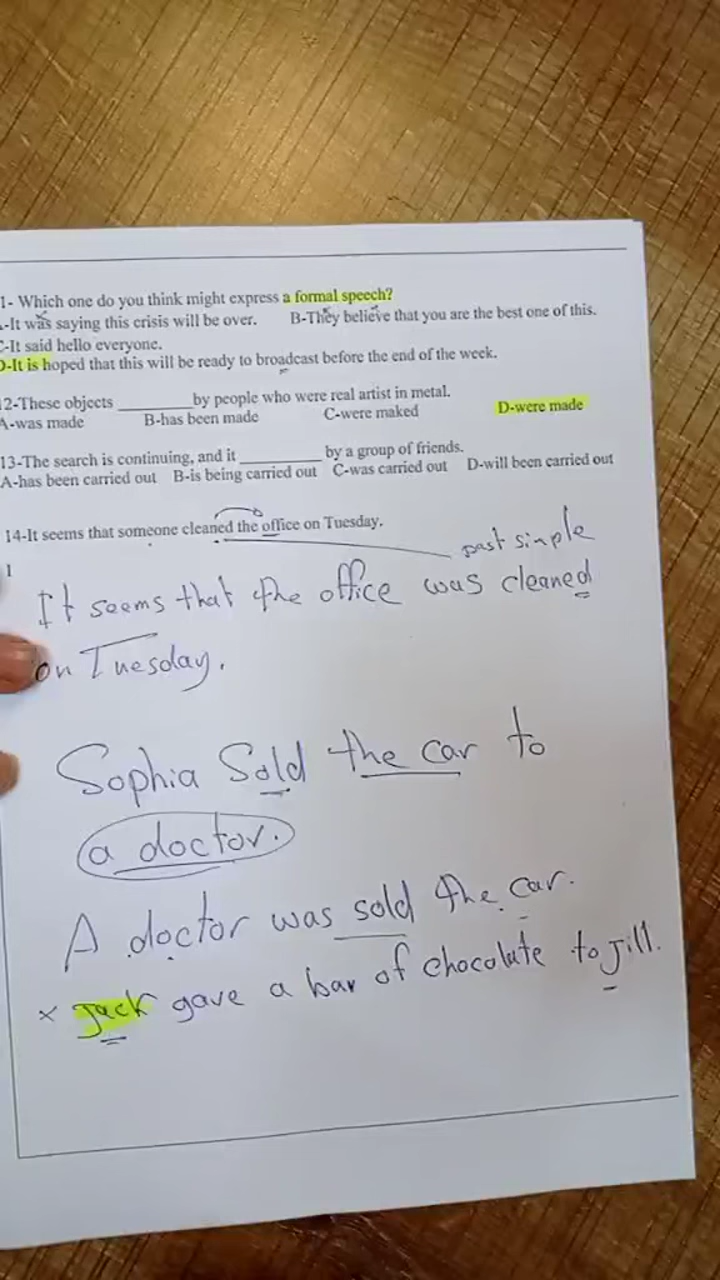 1- Which one do you think might express a formal speech?
-It was saying this crisis will be over. B-They believe that you are the best one of this.
C-It said hello everyone.
D-It is hoped that this will be ready to broadcast before the end of the week.
12-These objects ________ by people who were real artist in metal.
A-was made B-has been made C-were maked D-were made
13-The search is continuing, and it ________ by a group of friends.
A-has been carried out B-is being carried out C-was carried out D-will been carried out
14-It seems that someone cleaned the office on Tuesday.
past simple
1
It seems that the office was cleaned
on Tuesday.
Sophia Sold the car to
a doctor.
A doctor was sold the car.
x Jack gave a bar of chocolate to Jill.